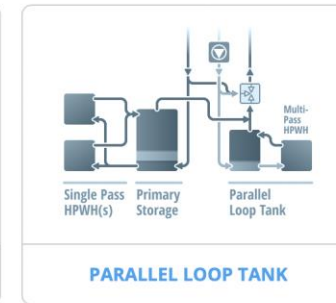 Multi-
Pass
HPWH
Single Pass
HPWH(s)
Primary
Storage
Parallel
Loop Tank
PARALLEL LOOP TANK